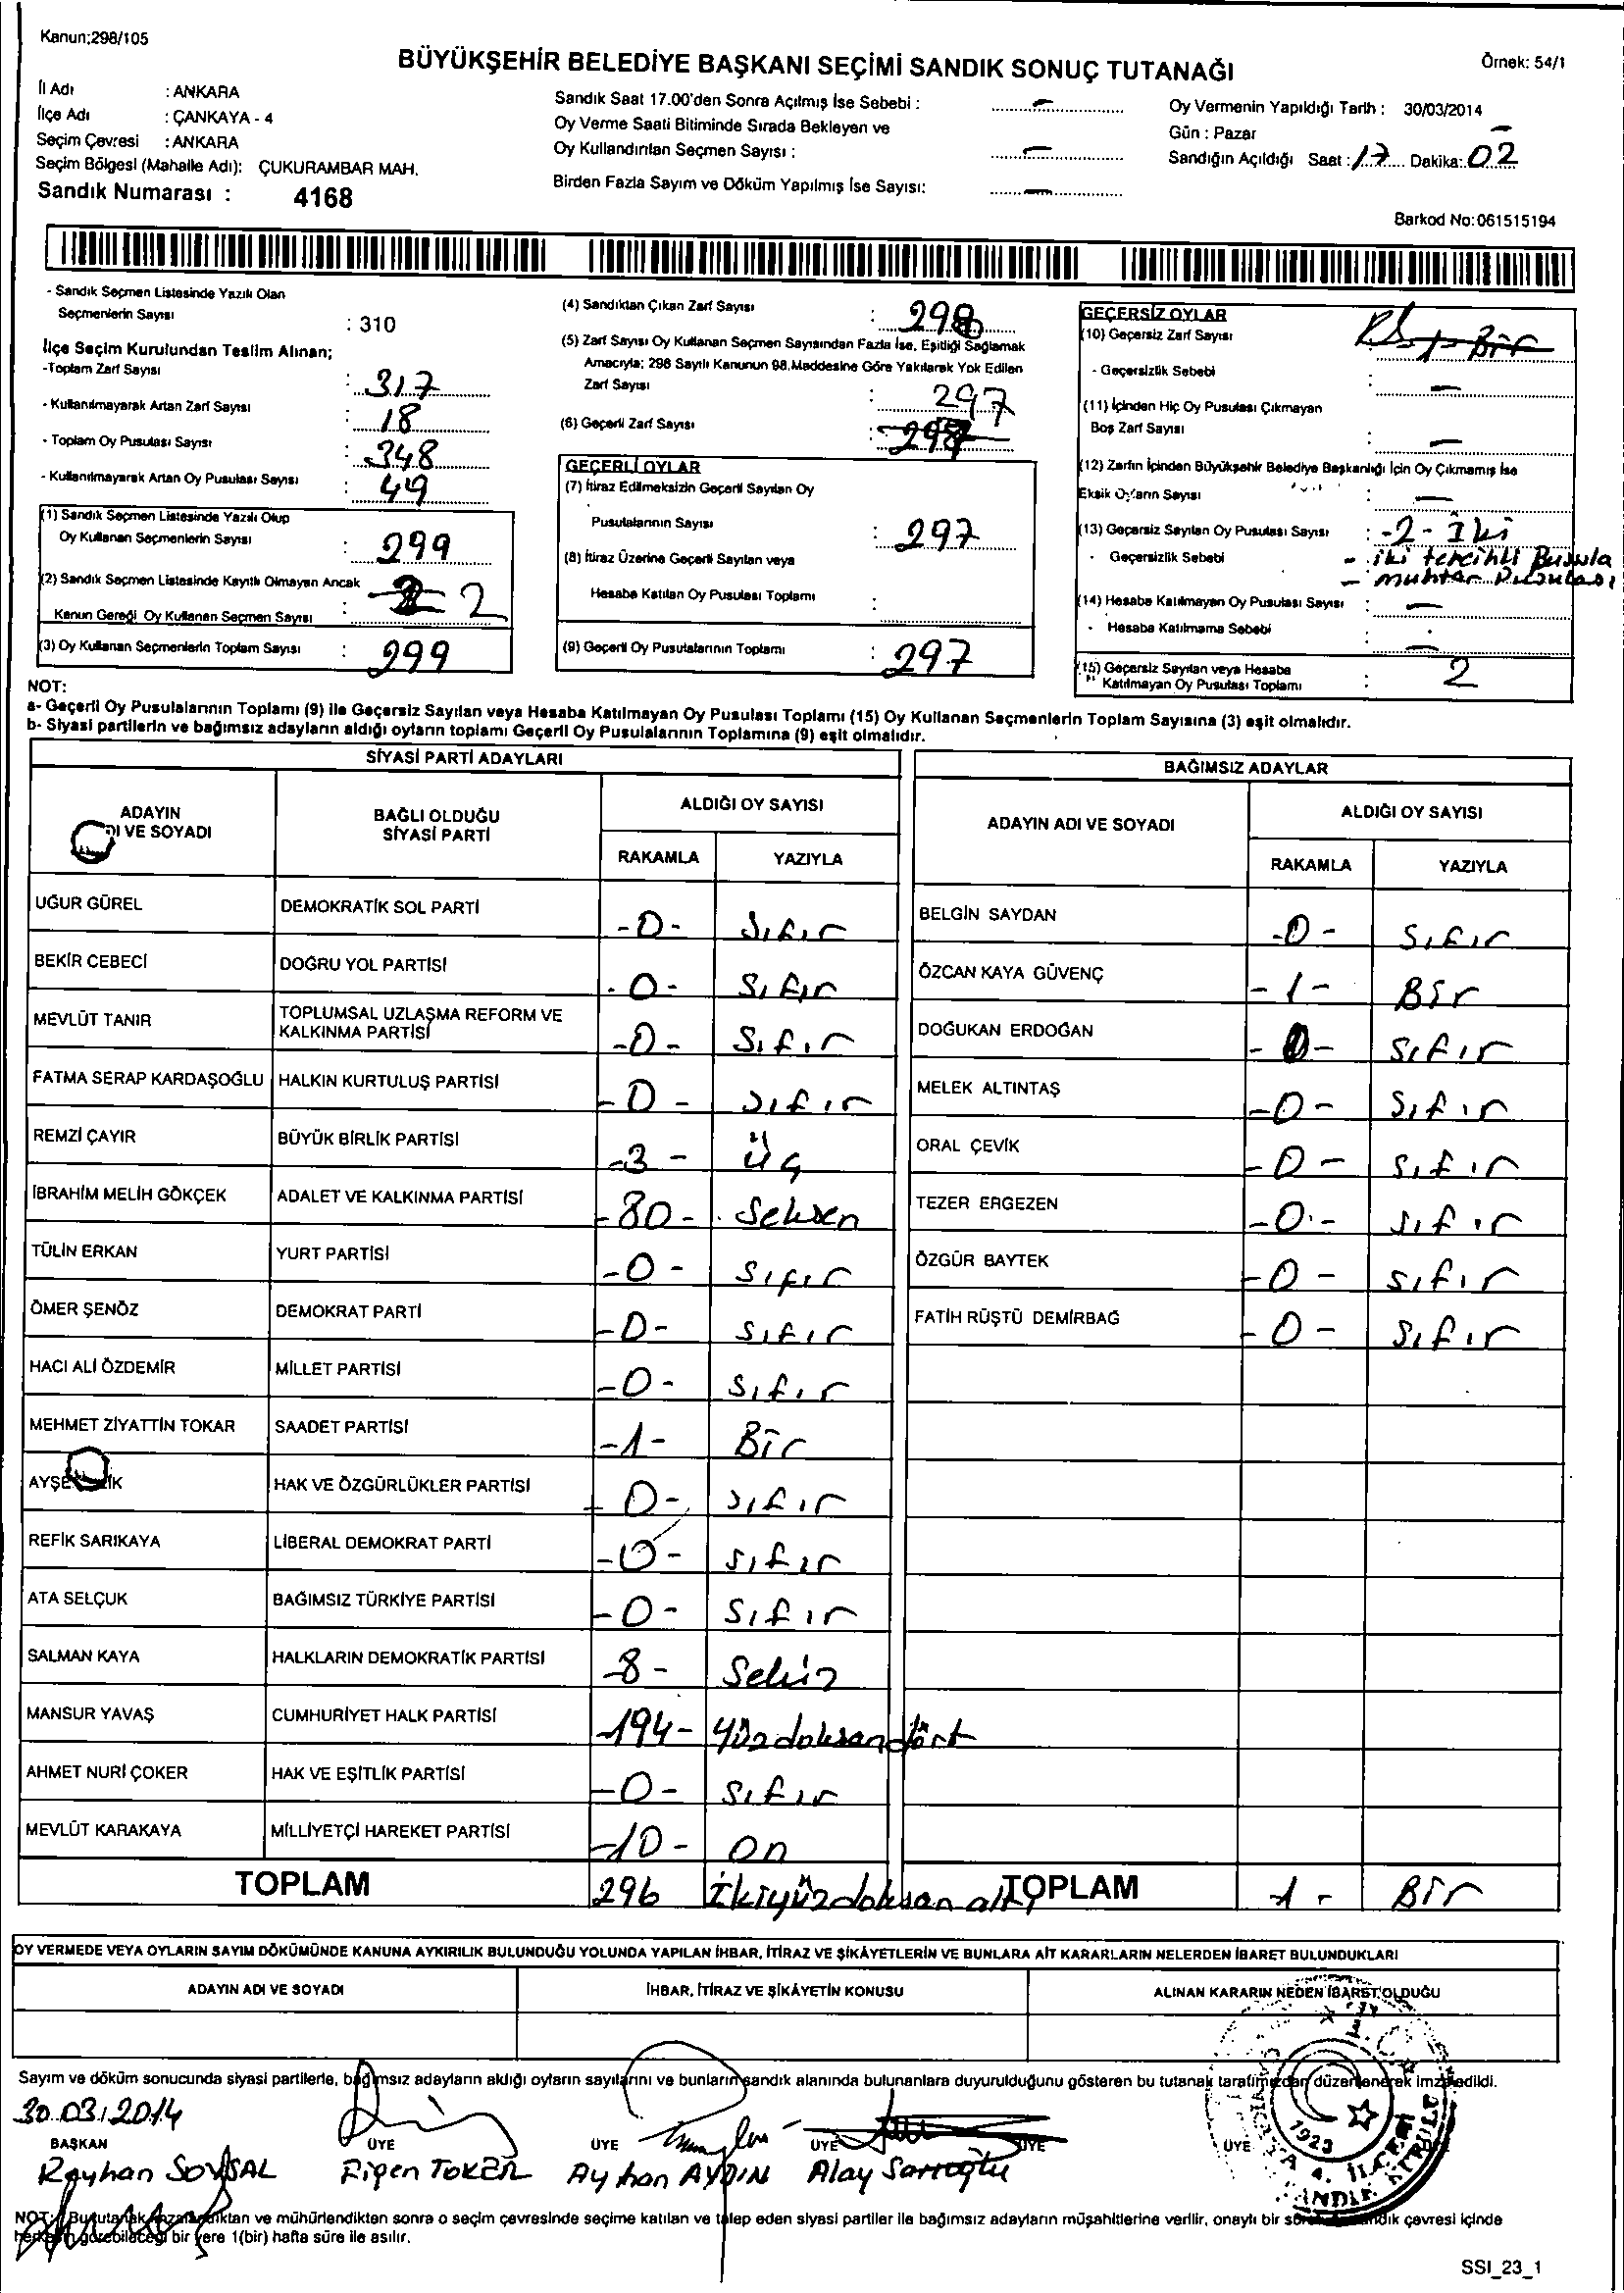 Kanun;298/105
BÜYÜKŞEHİR BELEDİYE BAŞKANI SEÇİMİ SANDIK SONUÇ TUTANAĞI
Örnek: 54/1
İl Adı : ANKARA
İlçe Adı : ÇANKAYA - 4
Seçim Çevresi : ANKARA
Seçim Bölgesi (Mahalle Adı): ÇUKURAMBAR MAH.
Sandık Numarası : 4168
Sandık Saat 17.00'den Sonra Açılmış İse Sebebi : -
Oy Verme Saati Bitiminde Sırada Bekleyen ve
Oy Kullandırılan Seçmen Sayısı : -
Birden Fazla Sayım ve Döküm Yapılmış İse Sayısı: -
Oy Vermenin Yapıldığı Tarih : 30/03/2014
Gün : Pazar
Sandığın Açıldığı Saat : 17 Dakika: 02
Barkod No:061515194
- Sandık Seçmen Listesinde Yazılı Olan
Seçmenlerin Sayısı : 310
İlçe Seçim Kurulundan Teslim Alınan;
-Toplam Zarf Sayısı : 317
- Kullanılmayarak Artan Zarf Sayısı : 18
- Toplam Oy Pusulası Sayısı : 348
- Kullanılmayarak Artan Oy Pusulası Sayısı : 49
(1) Sandık Seçmen Listesinde Yazılı Olup
Oy Kullanan Seçmenlerin Sayısı : 299
(2) Sandık Seçmen Listesinde Kayıtlı Olmayan Ancak
Kanun Gereği Oy Kullanan Seçmen Sayısı : 2
(3) Oy Kullanan Seçmenlerin Toplam Sayısı : 299
(4) Sandıktan Çıkan Zarf Sayısı : 298
(5) Zarf Sayısı Oy Kullanan Seçmen Sayısından Fazla İse, Eşitliği Sağlamak
Amacıyla; 298 Sayılı Kanunun 98.Maddesine Göre Yakılarak Yok Edilen
Zarf Sayısı : 297
(6) Geçerli Zarf Sayısı :
GEÇERLİ OYLAR
(7) İtiraz Edilmeksizin Geçerli Sayılan Oy
Pusulalarının Sayısı : 297
(8) İtiraz Üzerine Geçerli Sayılan veya
Hesaba Katılan Oy Pusulası Toplamı :
(9) Geçerli Oy Pusulalarının Toplamı : 297
GEÇERSİZ OYLAR
(10) Geçersiz Zarf Sayısı
- Geçersizlik Sebebi : -
(11) İçinden Hiç Oy Pusulası Çıkmayan
Boş Zarf Sayısı : -
(12) Zarfın İçinden Büyükşehir Belediye Başkanlığı İçin Oy Çıkmamış İse
Eksik Oyların Sayısı : -
(13) Geçersiz Sayılan Oy Pusulası Sayısı : -2- İki
- Geçersizlik Sebebi - iki tercihli Pusula
- muhtar Pusulası
(14) Hesaba Katılmayan Oy Pusulası Sayısı : -
- Hesaba Katılmama Sebebi : -
(15) Geçersiz Sayılan veya Hesaba
Katılmayan Oy Pusulası Toplamı : 2
NOT:
a- Geçerli Oy Pusulalarının Toplamı (9) ile Geçersiz Sayılan veya Hesaba Katılmayan Oy Pusulası Toplamı (15) Oy Kullanan Seçmenlerin Toplam Sayısına (3) eşit olmalıdır.
b- Siyasi partilerin ve bağımsız adayların aldığı oyların toplamı Geçerli Oy Pusulalarının Toplamına (9) eşit olmalıdır.
SİYASİ PARTİ ADAYLARI
ADAYIN VE SOYADI
BAĞLI OLDUĞU SİYASİ PARTİ
ALDIĞI OY SAYISI
RAKAMLA YAZIYLA
UĞUR GÜREL DEMOKRATİK SOL PARTİ -0- Sıfır
BEKİR CEBECİ DOĞRU YOL PARTİSİ -0- Sıfır
MEVLÜT TANIR TOPLUMSAL UZLAŞMA REFORM VE KALKINMA PARTİSİ -0- Sıfır
FATMA SERAP KARDAŞOĞLU HALKIN KURTULUŞ PARTİSİ -0- Sıfır
REMZİ ÇAYIR BÜYÜK BİRLİK PARTİSİ -3- Üç
İBRAHİM MELİH GÖKÇEK ADALET VE KALKINMA PARTİSİ -80- Seksen
TÜLİN ERKAN YURT PARTİSİ -0- Sıfır
ÖMER ŞENÖZ DEMOKRAT PARTİ -0- Sıfır
HACI ALİ ÖZDEMİR MİLLET PARTİSİ -0- Sıfır
MEHMET ZİYATTİN TOKAR SAADET PARTİSİ -1- Bir
HAK VE ÖZGÜRLÜKLER PARTİSİ -0- Sıfır
REFİK SARIKAYA LİBERAL DEMOKRAT PARTİ -0- Sıfır
ATA SELÇUK BAĞIMSIZ TÜRKİYE PARTİSİ -0- Sıfır
SALMAN KAYA HALKLARIN DEMOKRATİK PARTİSİ -8- Sekiz
MANSUR YAVAŞ CUMHURİYET HALK PARTİSİ -194- Yüzdoksandört
AHMET NURİ ÇOKER HAK VE EŞİTLİK PARTİSİ -0- Sıfır
MEVLÜT KARAKAYA MİLLİYETÇİ HAREKET PARTİSİ -10- On
TOPLAM 296 İkiyüzdoksan altı
BAĞIMSIZ ADAYLAR
ADAYIN ADI VE SOYADI
ALDIĞI OY SAYISI
RAKAMLA YAZIYLA
BELGİN SAYDAN -0- Sıfır
ÖZCAN KAYA GÜVENÇ -1- Bir
DOĞUKAN ERDOĞAN -0- Sıfır
MELEK ALTINTAŞ -0- Sıfır
ORAL ÇEVİK -0- Sıfır
TEZER ERGEZEN -0- Sıfır
ÖZGÜR BAYTEK -0- Sıfır
FATİH RÜŞTÜ DEMİRBAĞ -0- Sıfır
TOPLAM -1- Bir
OY VERMEDE VEYA OYLARIN SAYIM DÖKÜMÜNDE KANUNA AYKIRILIK BULUNDUĞU YOLUNDA YAPILAN İHBAR, İTİRAZ VE ŞİKÂYETLERİN VE BUNLARA AİT KARARLARIN NELERDEN İBARET BULUNDUKLARI
ADAYIN ADI VE SOYADI
İHBAR, İTİRAZ VE ŞİKÂYETİN KONUSU
ALINAN KARARIN NEDEN İBARET OLDUĞU
Sayım ve döküm sonucunda siyasi partilerle, bağımsız adayların aldığı oyların sayılarını ve bunların sandık alanında bulunanlara duyurulduğunu gösteren bu tutanak tarafımızdan düzenlenerek imza edildi.
30.03.2014
BAŞKAN ÜYE ÜYE ÜYE ÜYE ÜYE
Reyhan SOYSAL Ayhan AYDIN Alay Sarıoğlu
1923
NOT: Bu tutanak imzalandıktan ve mühürlendikten sonra o seçim çevresinde seçime katılan ve talep eden siyasi partiler ile bağımsız adayların müşahitlerine verilir, onaylı bir sandık çevresi içinde
herkesin görebileceği bir yere 1(bir) hafta süre ile asılır.
SSI_23_1